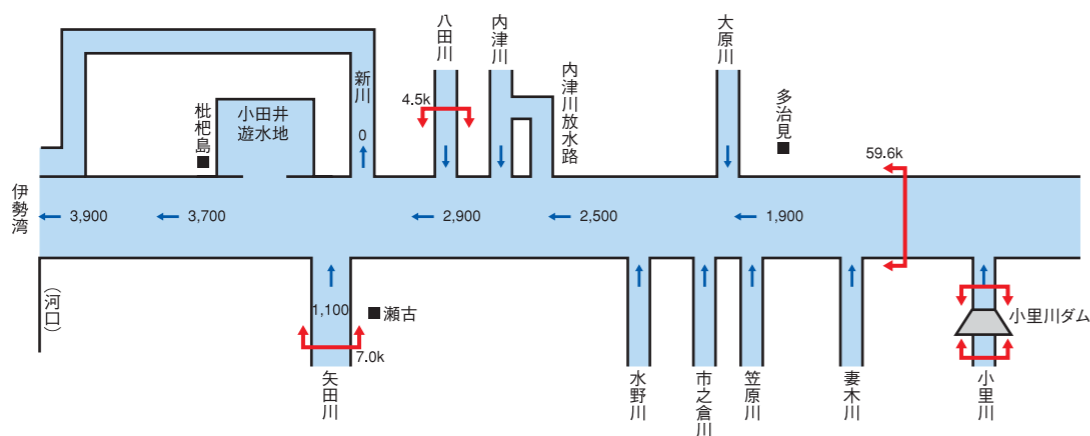 八田川
内津川
大原川
内津川放水路
新川
0
4.5k
枇杷島
小田井
遊水地
多治見
59.6k
伊勢湾
3,900
3,700
2,900
2,500
1,900
(河口)
1,100
瀬古
7.0k
小里川ダム
矢田川
水野川
市之倉川
笠原川
妻木川
小里川